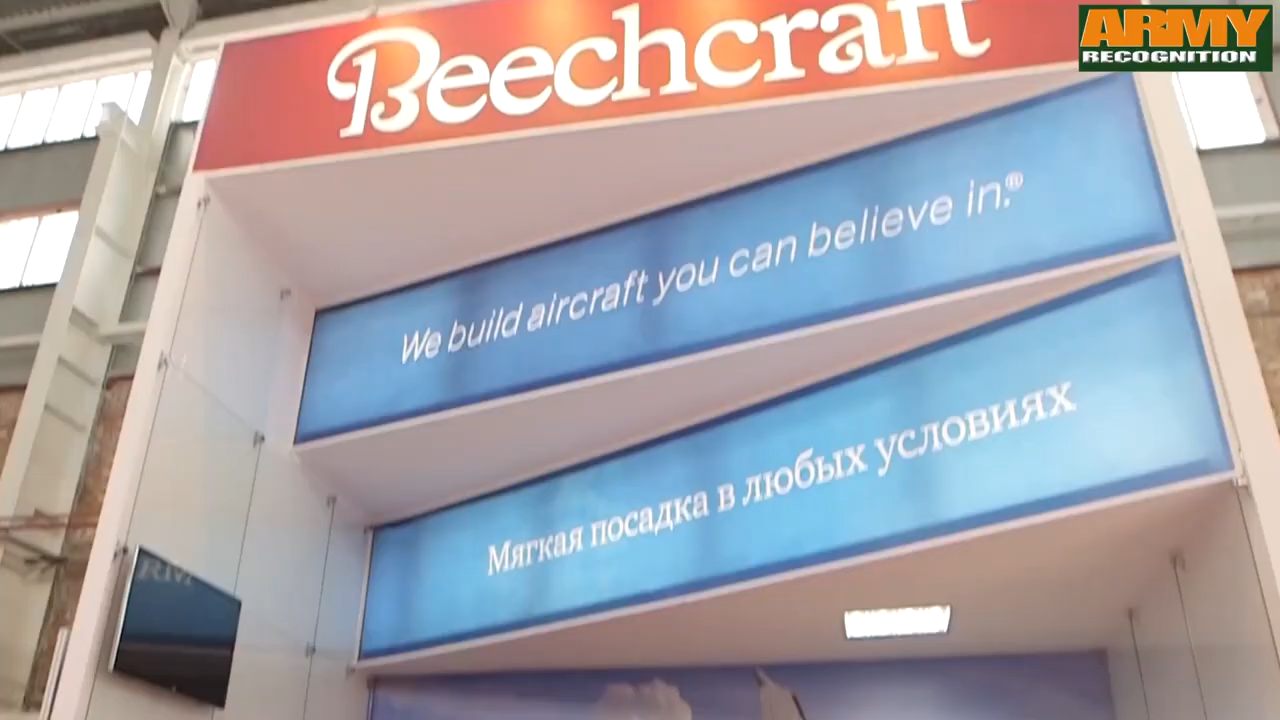 ARMY
RECOGNITION
Beechcraft
We build aircraft you can believe in.®
Мягкая посадка в любых условиях